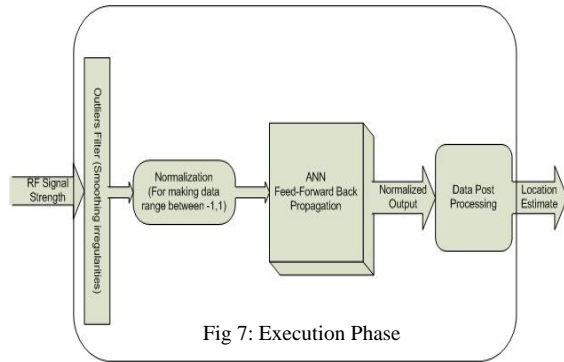 RF Signal
Strength
Outliers Filter (Smoothing irregularities)
Normalization
(For making data
range between -1,1)
ANN
Feed-Forward Back
Propagation
Normalized
Output
Data Post
Processing
Location
Estimate
Fig 7: Execution Phase